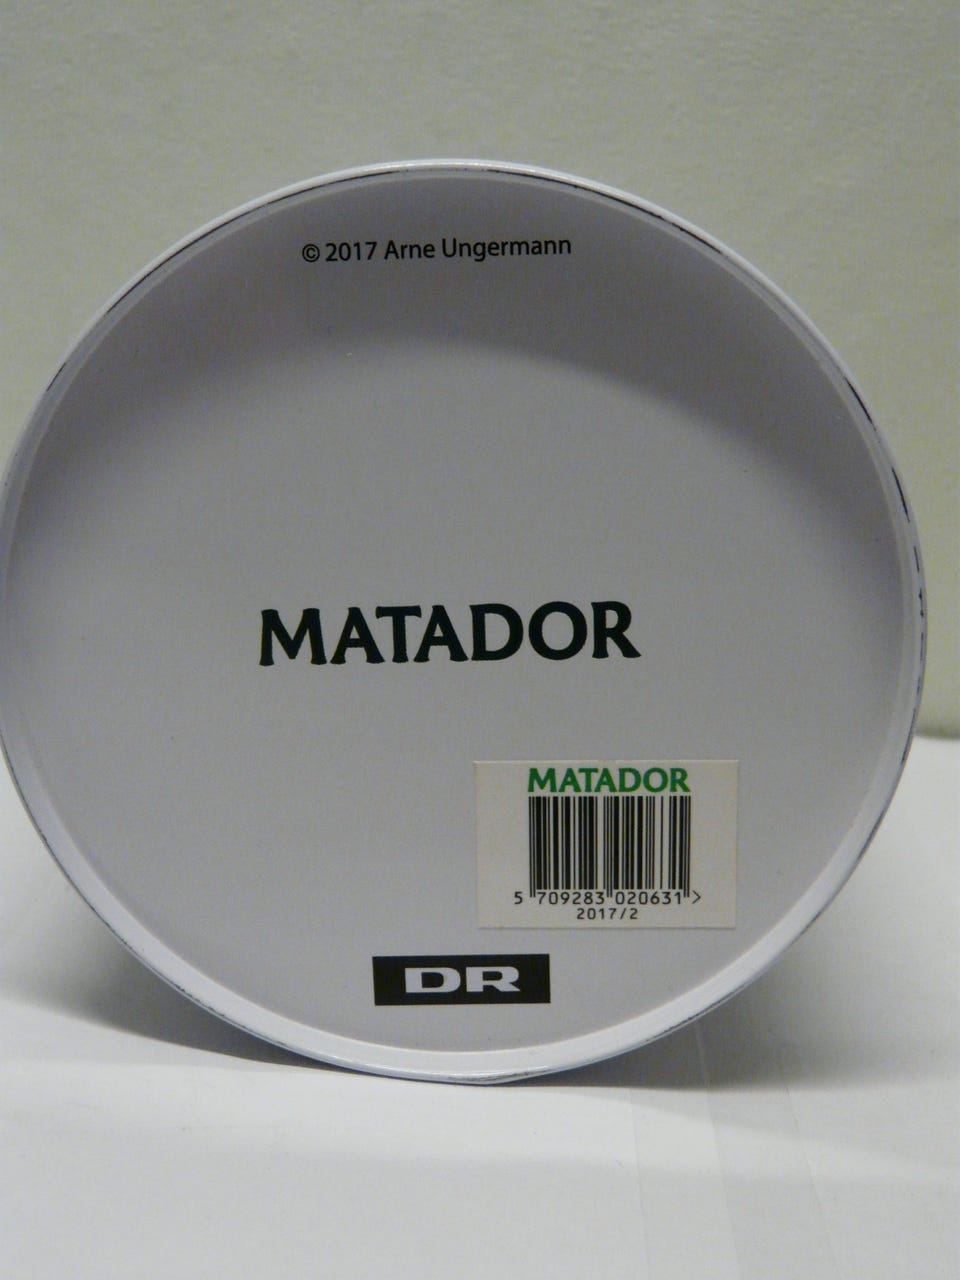 © 2017 Arne Ungermann
MATADOR
MATADOR
5 709283 020631 >
2017/2
DR